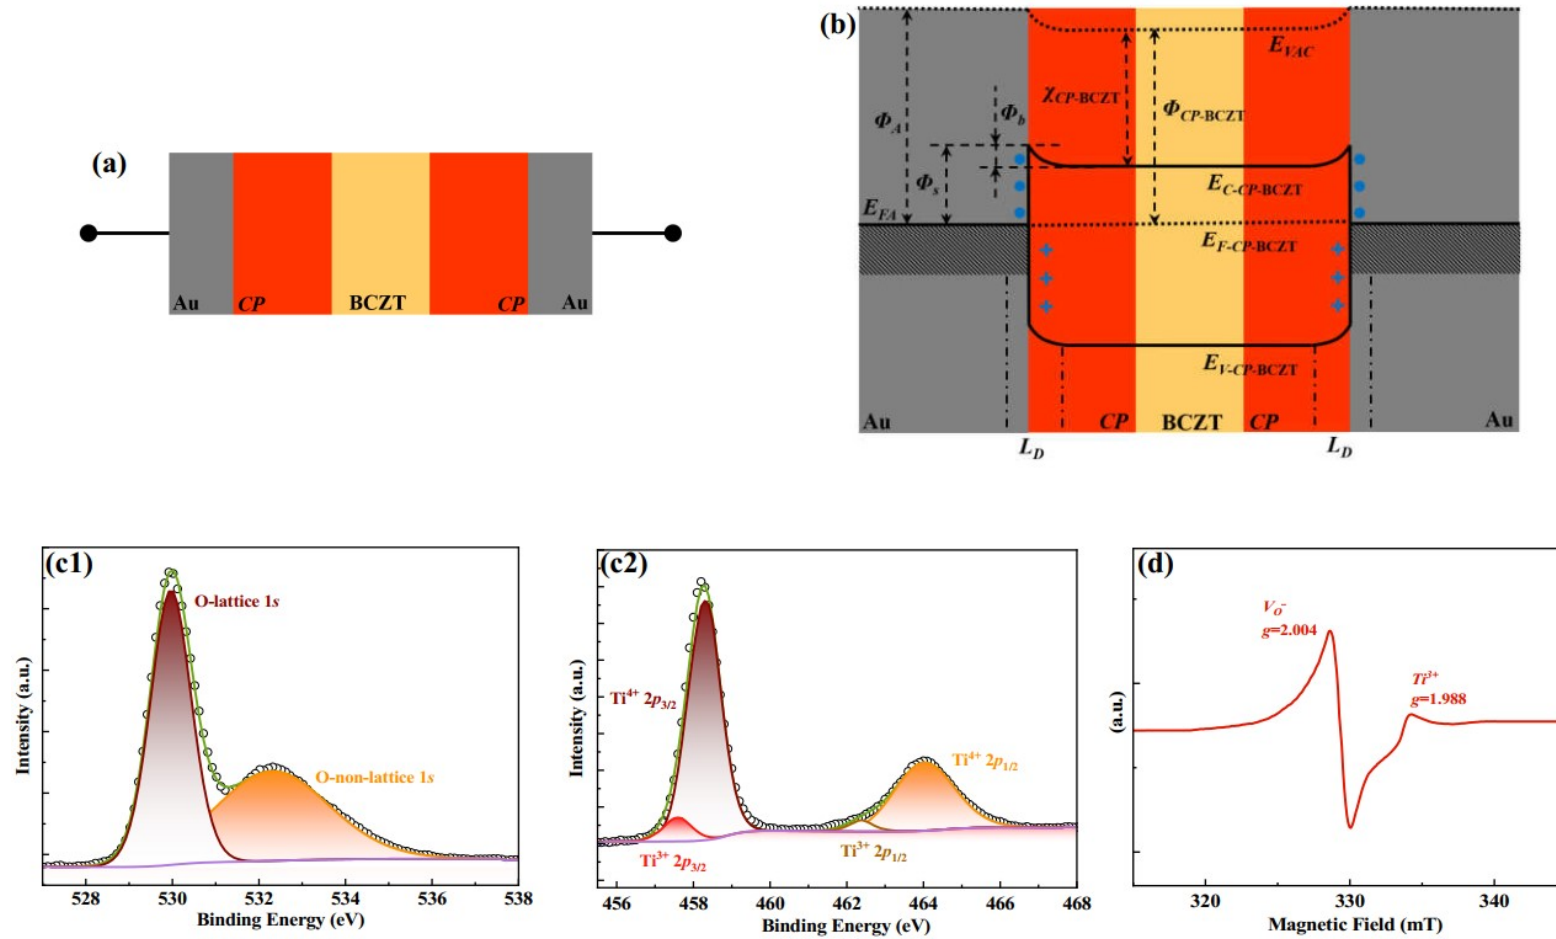 (a)
Au
CP
BCZT
CP
Au
(b)
E_VAC
χ_CP-BCZT
Φ_CP-BCZT
Φ_A
Φ_b
Φ_s
E_C-CP-BCZT
E_FA
E_F-CP-BCZT
E_V-CP-BCZT
Au
CP
BCZT
CP
Au
L_D
L_D
(c1)
O-lattice 1s
O-non-lattice 1s
Intensity (a.u.)
528 530 532 534 536 538
Binding Energy (eV)
(c2)
Ti⁴⁺ 2p₃/₂
Ti⁴⁺ 2p₁/₂
Ti³⁺ 2p₃/₂
Ti³⁺ 2p₁/₂
Intensity (a.u.)
456 458 460 462 464 466 468
Binding Energy (eV)
(d)
V_O⁻
g=2.004
Ti³⁺
g=1.988
(a.u.)
320 330 340
Magnetic Field (mT)